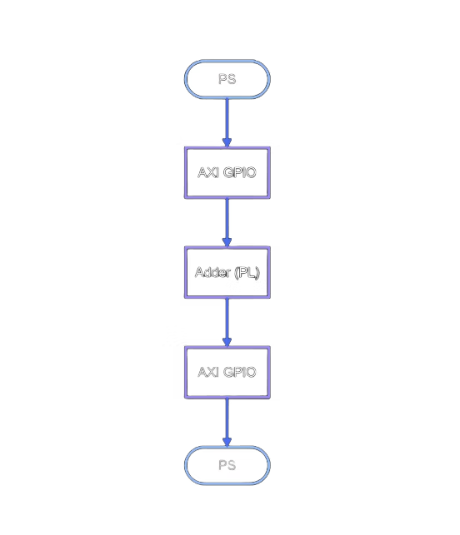 PS
AXI GPIO
Adder (PL)
AXI GPIO
PS